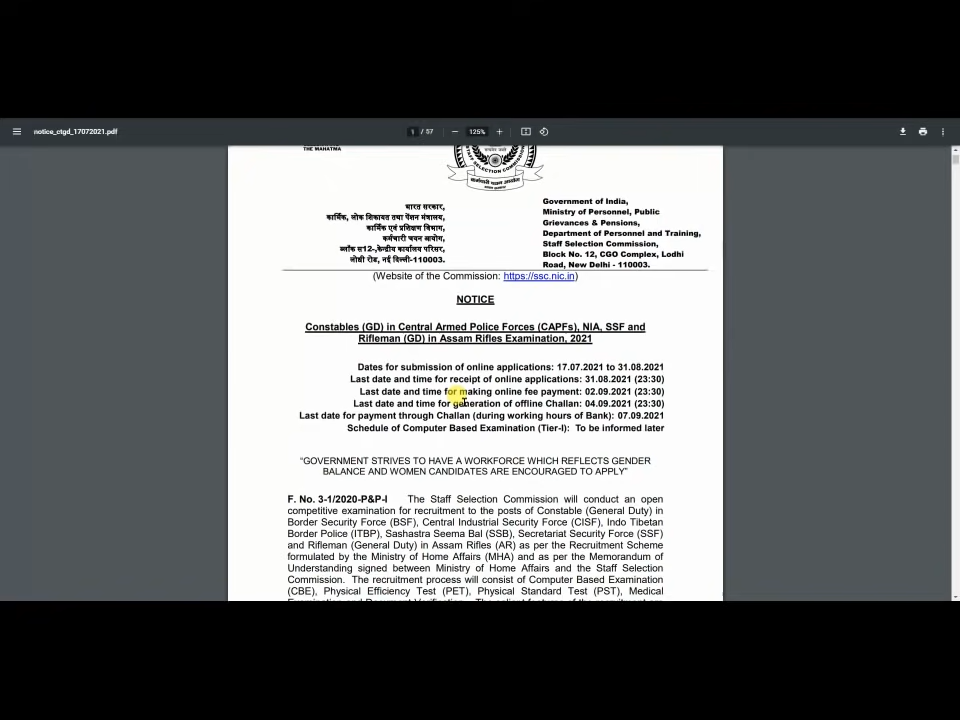 notice_ctgd_17072021.pdf
1 / 57
125%
THE MAHATMA
भारत सरकार,
कार्मिक, लोक शिकायत तथा पेंशन मंत्रालय,
कार्मिक एवं प्रशिक्षण विभाग,
कर्मचारी चयन आयोग,
ब्लॉक स12-,केन्द्रीय कार्यालय परिसर,
लोधी रोड, नई दिल्ली-110003.
Government of India,
Ministry of Personnel, Public
Grievances & Pensions,
Department of Personnel and Training,
Staff Selection Commission,
Block No. 12, CGO Complex, Lodhi
Road, New Delhi - 110003.
(Website of the Commission: https://ssc.nic.in)
NOTICE
Constables (GD) in Central Armed Police Forces (CAPFs), NIA, SSF and
Rifleman (GD) in Assam Rifles Examination, 2021
Dates for submission of online applications: 17.07.2021 to 31.08.2021
Last date and time for receipt of online applications: 31.08.2021 (23:30)
Last date and time for making online fee payment: 02.09.2021 (23:30)
Last date and time for generation of offline Challan: 04.09.2021 (23:30)
Last date for payment through Challan (during working hours of Bank): 07.09.2021
Schedule of Computer Based Examination (Tier-I): To be informed later
“GOVERNMENT STRIVES TO HAVE A WORKFORCE WHICH REFLECTS GENDER
BALANCE AND WOMEN CANDIDATES ARE ENCOURAGED TO APPLY”
F. No. 3-1/2020-P&P-I The Staff Selection Commission will conduct an open
competitive examination for recruitment to the posts of Constable (General Duty) in
Border Security Force (BSF), Central Industrial Security Force (CISF), Indo Tibetan
Border Police (ITBP), Sashastra Seema Bal (SSB), Secretariat Security Force (SSF)
and Rifleman (General Duty) in Assam Rifles (AR) as per the Recruitment Scheme
formulated by the Ministry of Home Affairs (MHA) and as per the Memorandum of
Understanding signed between Ministry of Home Affairs and the Staff Selection
Commission. The recruitment process will consist of Computer Based Examination
(CBE), Physical Efficiency Test (PET), Physical Standard Test (PST), Medical